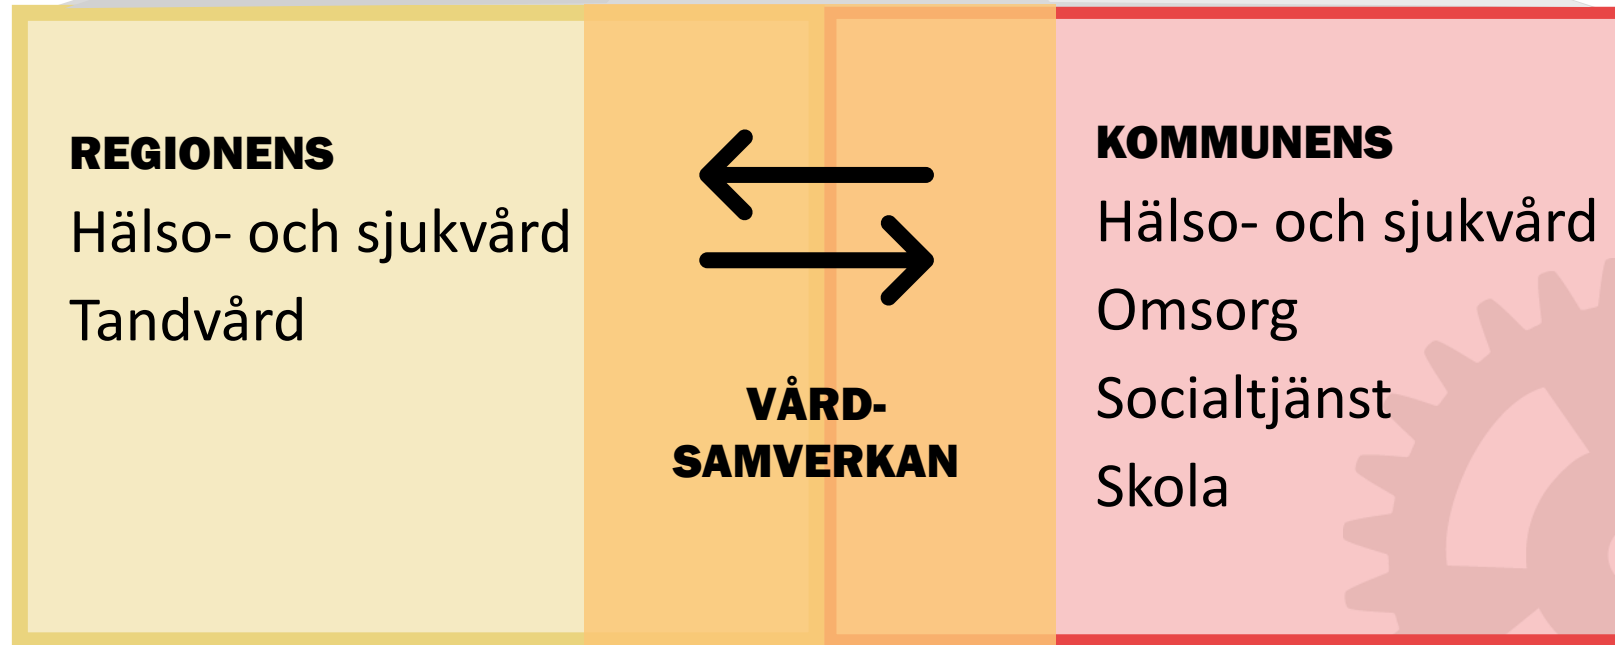 REGIONENS
Hälso- och sjukvård
Tandvård
VÅRD-
SAMVERKAN
KOMMUNENS
Hälso- och sjukvård
Omsorg
Socialtjänst
Skola